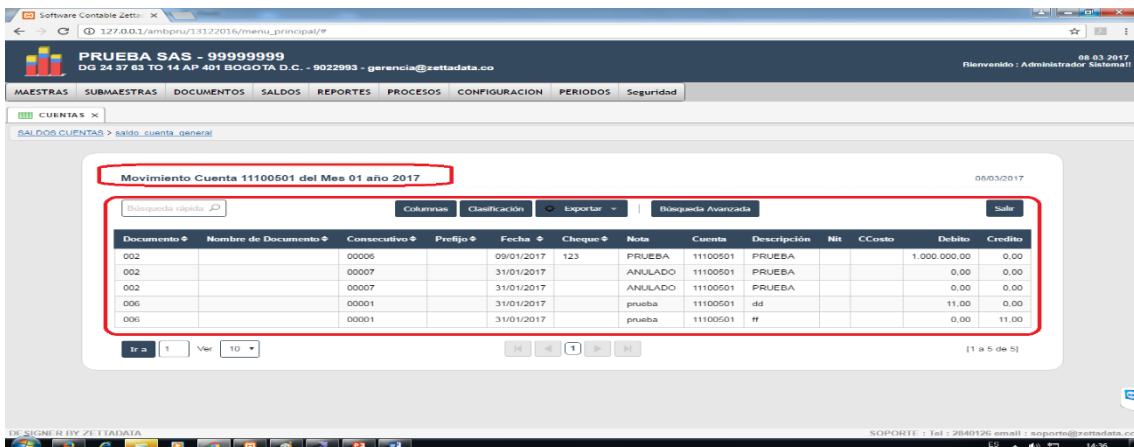 Software Contable Zetta
127.0.0.1/ambpru/13122016/menu_principal/#
PRUEBA SAS - 99999999
DG 24 37 63 TO 14 AP 401 BOGOTA D.C. - 9022993 - gerencia@zettadata.co
08 03 2017
Bienvenido : Administrador Sistema!!
MAESTRAS SUBMAESTRAS DOCUMENTOS SALDOS REPORTES PROCESOS CONFIGURACION PERIODOS Seguridad
CUENTAS ×
SALDOS CUENTAS > saldo_cuenta_general
Movimiento Cuenta 11100501 del Mes 01 año 2017 08/03/2017
Búsqueda rápida Columnas Clasificación Exportar | Búsqueda Avanzada Salir
Documento Nombre de Documento Consecutivo Prefijo Fecha Cheque Nota Cuenta Descripción Nit CCosto Debito Credito
002 00006 09/01/2017 123 PRUEBA 11100501 PRUEBA 1.000.000,00 0,00
002 00007 31/01/2017 ANULADO 11100501 PRUEBA 0,00 0,00
002 00007 31/01/2017 ANULADO 11100501 PRUEBA 0,00 0,00
006 00001 31/01/2017 prueba 11100501 dd 11,00 0,00
006 00001 31/01/2017 prueba 11100501 ff 0,00 11,00
Ir a 1 Ver 10 1 [1 a 5 de 5]
DESIGNER BY ZETTADATA SOPORTE : Tel : 2840126 email : soporte@zettadata.co
ES 14:36